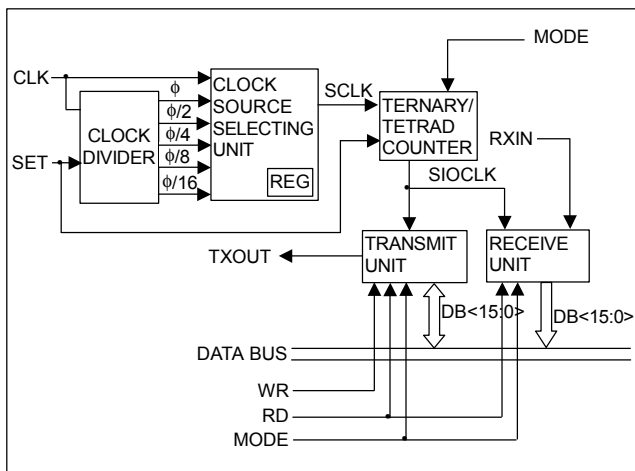 MODE
CLK
CLOCK
SOURCE
SELECTING
UNIT
REG
SCLK
TERNARY/
TETRAD
COUNTER
ϕ
ϕ/2
ϕ/4
ϕ/8
ϕ/16
CLOCK
DIVIDER
SET
RXIN
SIOCLK
TXOUT
TRANSMIT
UNIT
RECEIVE
UNIT
DB<15:0>
DB<15:0>
DATA BUS
WR
RD
MODE